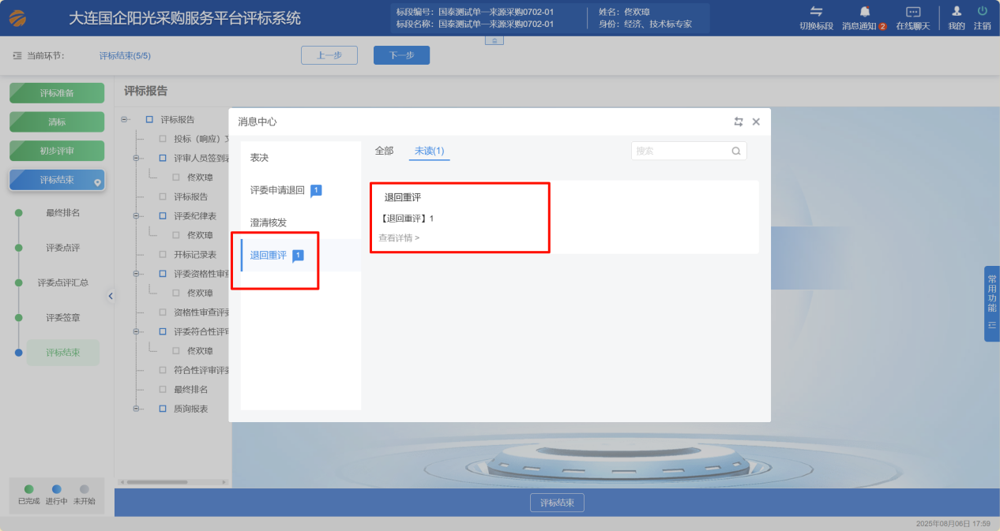 大连国企阳光采购服务平台评标系统
标段编号：国泰测试单一来源采购0702-01
标段名称：国泰测试单一来源采购0702-01
姓名：佟欢璋
身份：经济、技术标专家
切换标段
消息通知 2
在线聊天
我的
注销
当前环节：
评标结束(5/5)
上一步
下一步
评标准备
清标
初步评审
评标结束
最终排名
评委点评
评委点评汇总
评委签章
评标结束
已完成
进行中
未开始
评标报告
评标报告
投标（响应）
评审人员签到表
佟欢璋
评标报告
评委纪律表
佟欢璋
开标记录表
评委资格性审
佟欢璋
资格性审查评
评委符合性评
佟欢璋
符合性评审评
最终排名
质询报表
消息中心
表决
评委申请退回 1
澄清核发
退回重评 1
全部
未读(1)
搜索
退回重评
【退回重评】1
查看详情 >
常用功能
评标结束
2025年08月06日 17:59